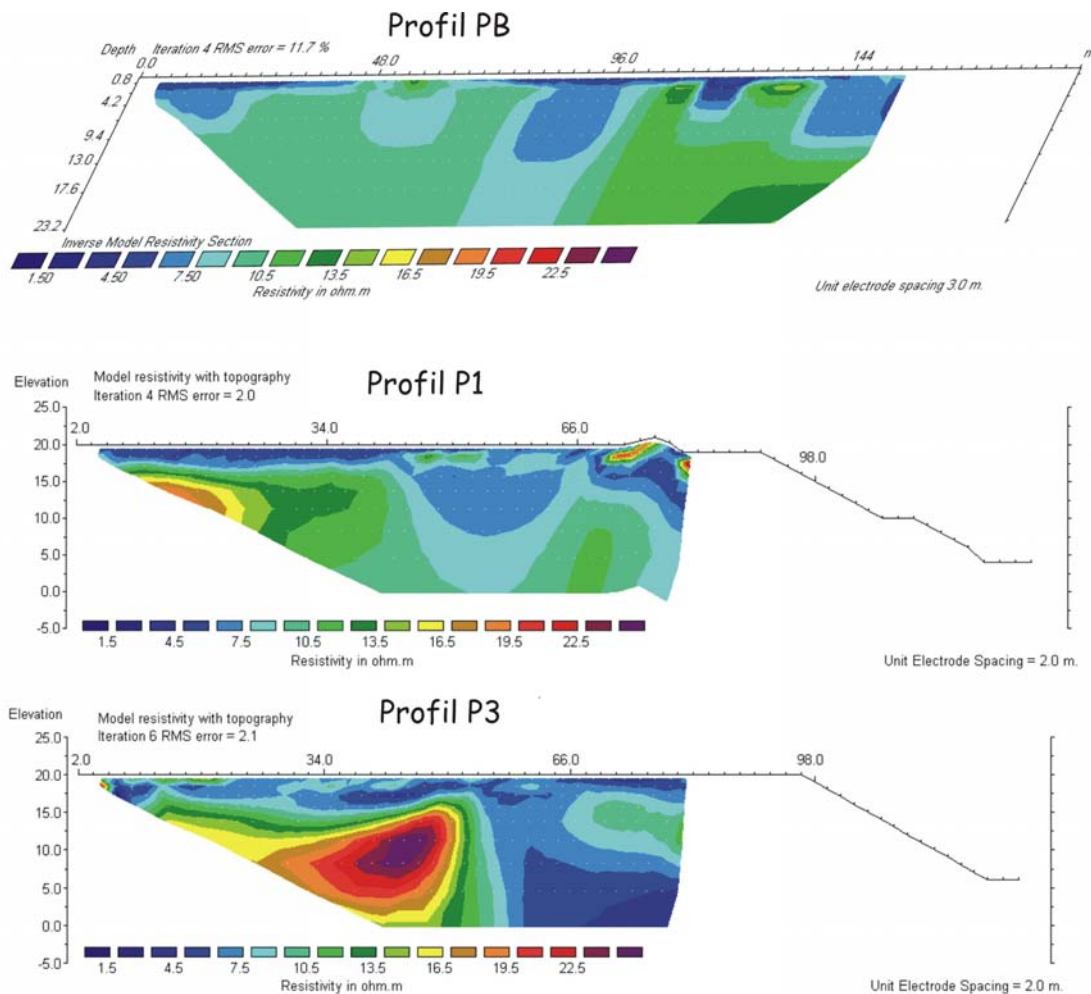 Profil PB
Depth Iteration 4 RMS error = 11.7 %
0.0 48.0 96.0 144
0.8
4.2
9.4
13.0
17.6
23.2
Inverse Model Resistivity Section
1.50 4.50 7.50 10.5 13.5 16.5 19.5 22.5
Resistivity in ohm.m
Unit electrode spacing 3.0 m.
Profil P1
Elevation Model resistivity with topography
Iteration 4 RMS error = 2.0
25.0
2.0 34.0 66.0 98.0
20.0
15.0
10.0
5.0
0.0
-5.0
1.5 4.5 7.5 10.5 13.5 16.5 19.5 22.5
Resistivity in ohm.m
Unit Electrode Spacing = 2.0 m.
Profil P3
Elevation Model resistivity with topography
Iteration 6 RMS error = 2.1
25.0
2.0 34.0 66.0 98.0
20.0
15.0
10.0
5.0
0.0
-5.0
1.5 4.5 7.5 10.5 13.5 16.5 19.5 22.5
Resistivity in ohm.m
Unit Electrode Spacing = 2.0 m.